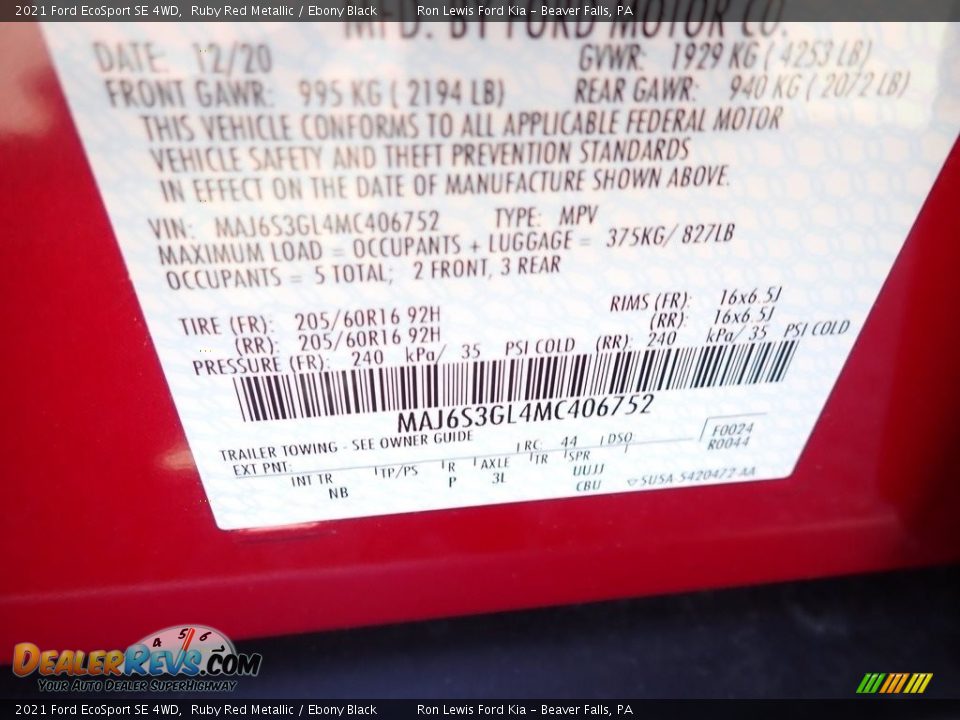 2021 Ford EcoSport SE 4WD, Ruby Red Metallic / Ebony Black Ron Lewis Ford Kia – Beaver Falls, PA
MFD. BY FORD MOTOR CO.
DATE: 12/20 GVWR: 1929 KG ( 4253 LB)
FRONT GAWR: 995 KG ( 2194 LB) REAR GAWR: 940 KG ( 2072 LB)
THIS VEHICLE CONFORMS TO ALL APPLICABLE FEDERAL MOTOR
VEHICLE SAFETY AND THEFT PREVENTION STANDARDS
IN EFFECT ON THE DATE OF MANUFACTURE SHOWN ABOVE.
VIN: MAJ6S3GL4MC406752 TYPE: MPV
MAXIMUM LOAD = OCCUPANTS + LUGGAGE = 375KG/ 827LB
OCCUPANTS = 5 TOTAL; 2 FRONT, 3 REAR
TIRE (FR): 205/60R16 92H RIMS (FR): 16x6.5J
(RR): 205/60R16 92H (RR): 16x6.5J
PRESSURE (FR): 240 kPa/ 35 PSI COLD (RR): 240 kPa/ 35 PSI COLD
MAJ6S3GL4MC406752
TRAILER TOWING - SEE OWNER GUIDE
EXT PNT: RC: 44 DSO: F0024
R0044
INT TR TP/PS R AXLE TR SPR
NB P 3L UUJJ
CBU SU5A-5420472-AA
4 5 6
DEALERREVS.COM
Your Auto Dealer SuperHighway
2021 Ford EcoSport SE 4WD, Ruby Red Metallic / Ebony Black Ron Lewis Ford Kia – Beaver Falls, PA